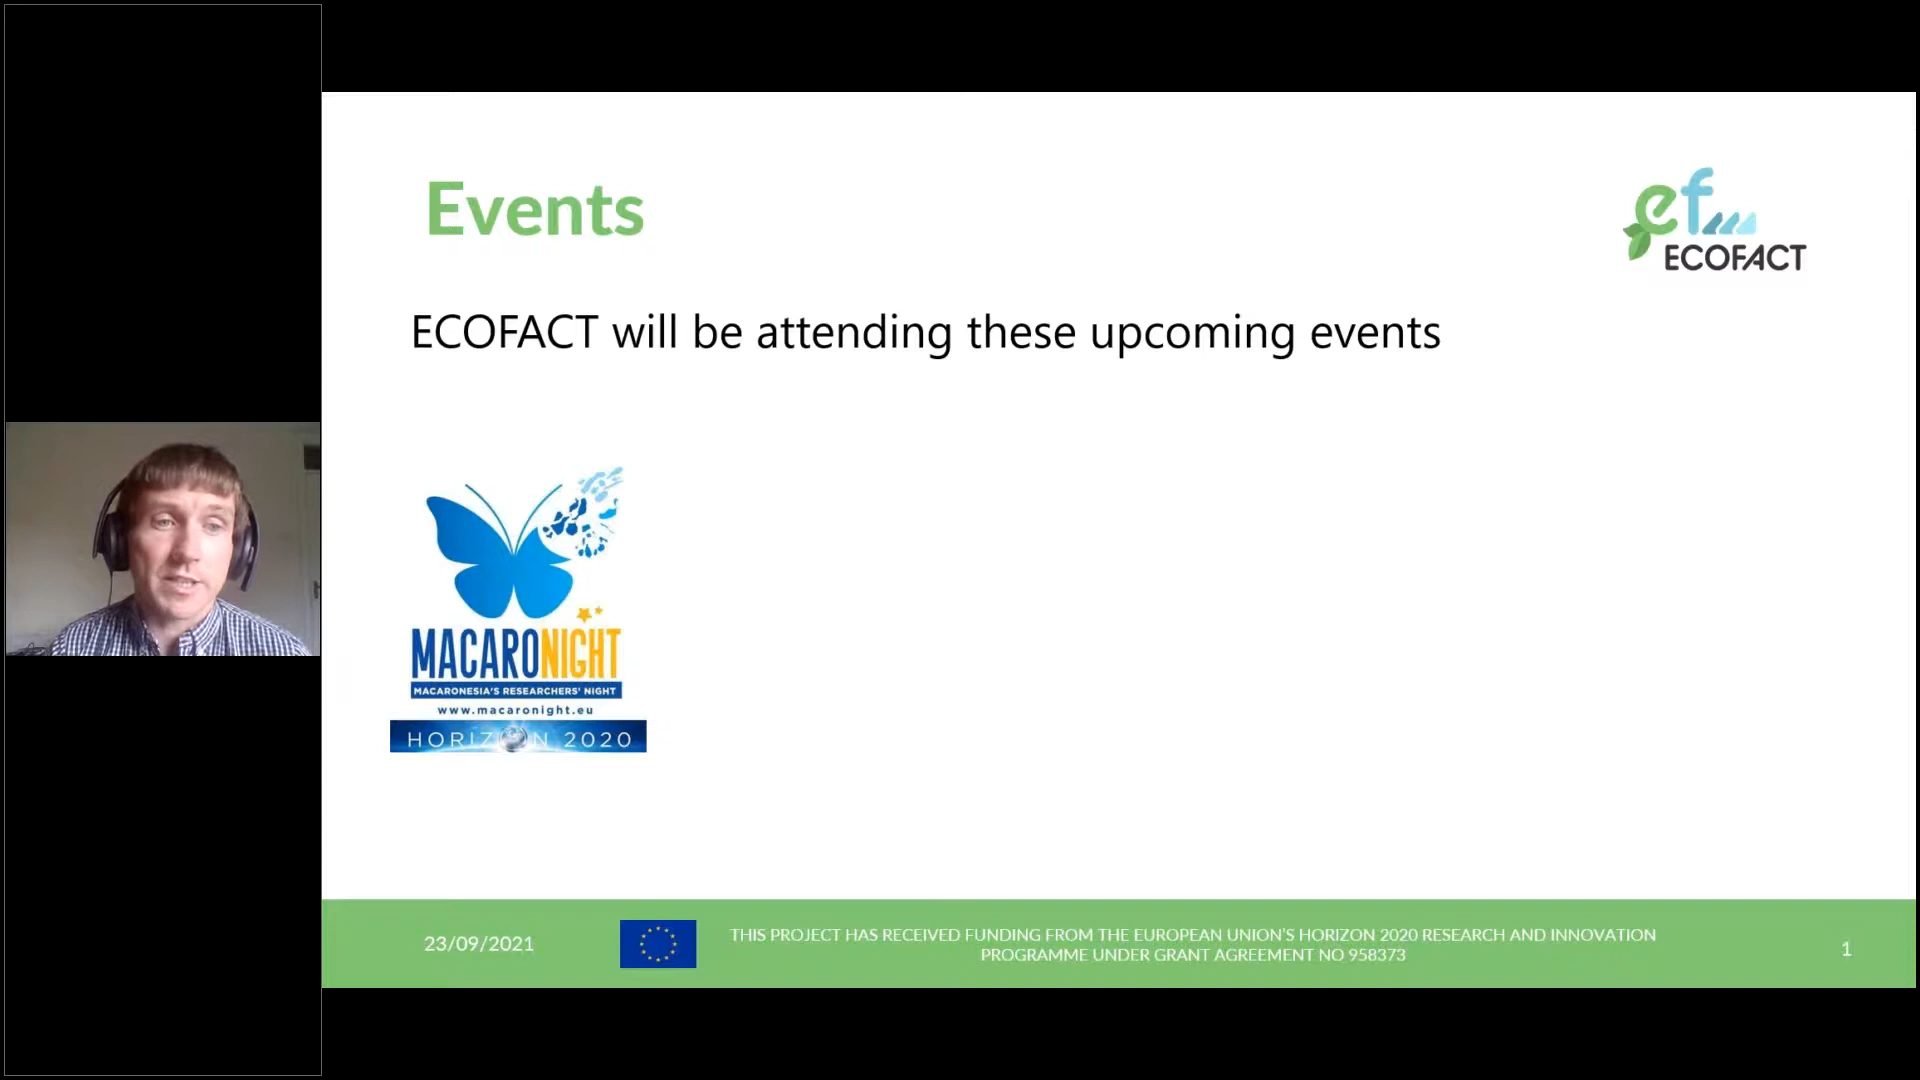 Events
ef
ECOFACT
ECOFACT will be attending these upcoming events
MACARONIGHT
MACARONESIA'S RESEARCHERS' NIGHT
www.macaronight.eu
HORIZON 2020
23/09/2021
THIS PROJECT HAS RECEIVED FUNDING FROM THE EUROPEAN UNION'S HORIZON 2020 RESEARCH AND INNOVATION
PROGRAMME UNDER GRANT AGREEMENT NO 958373
1